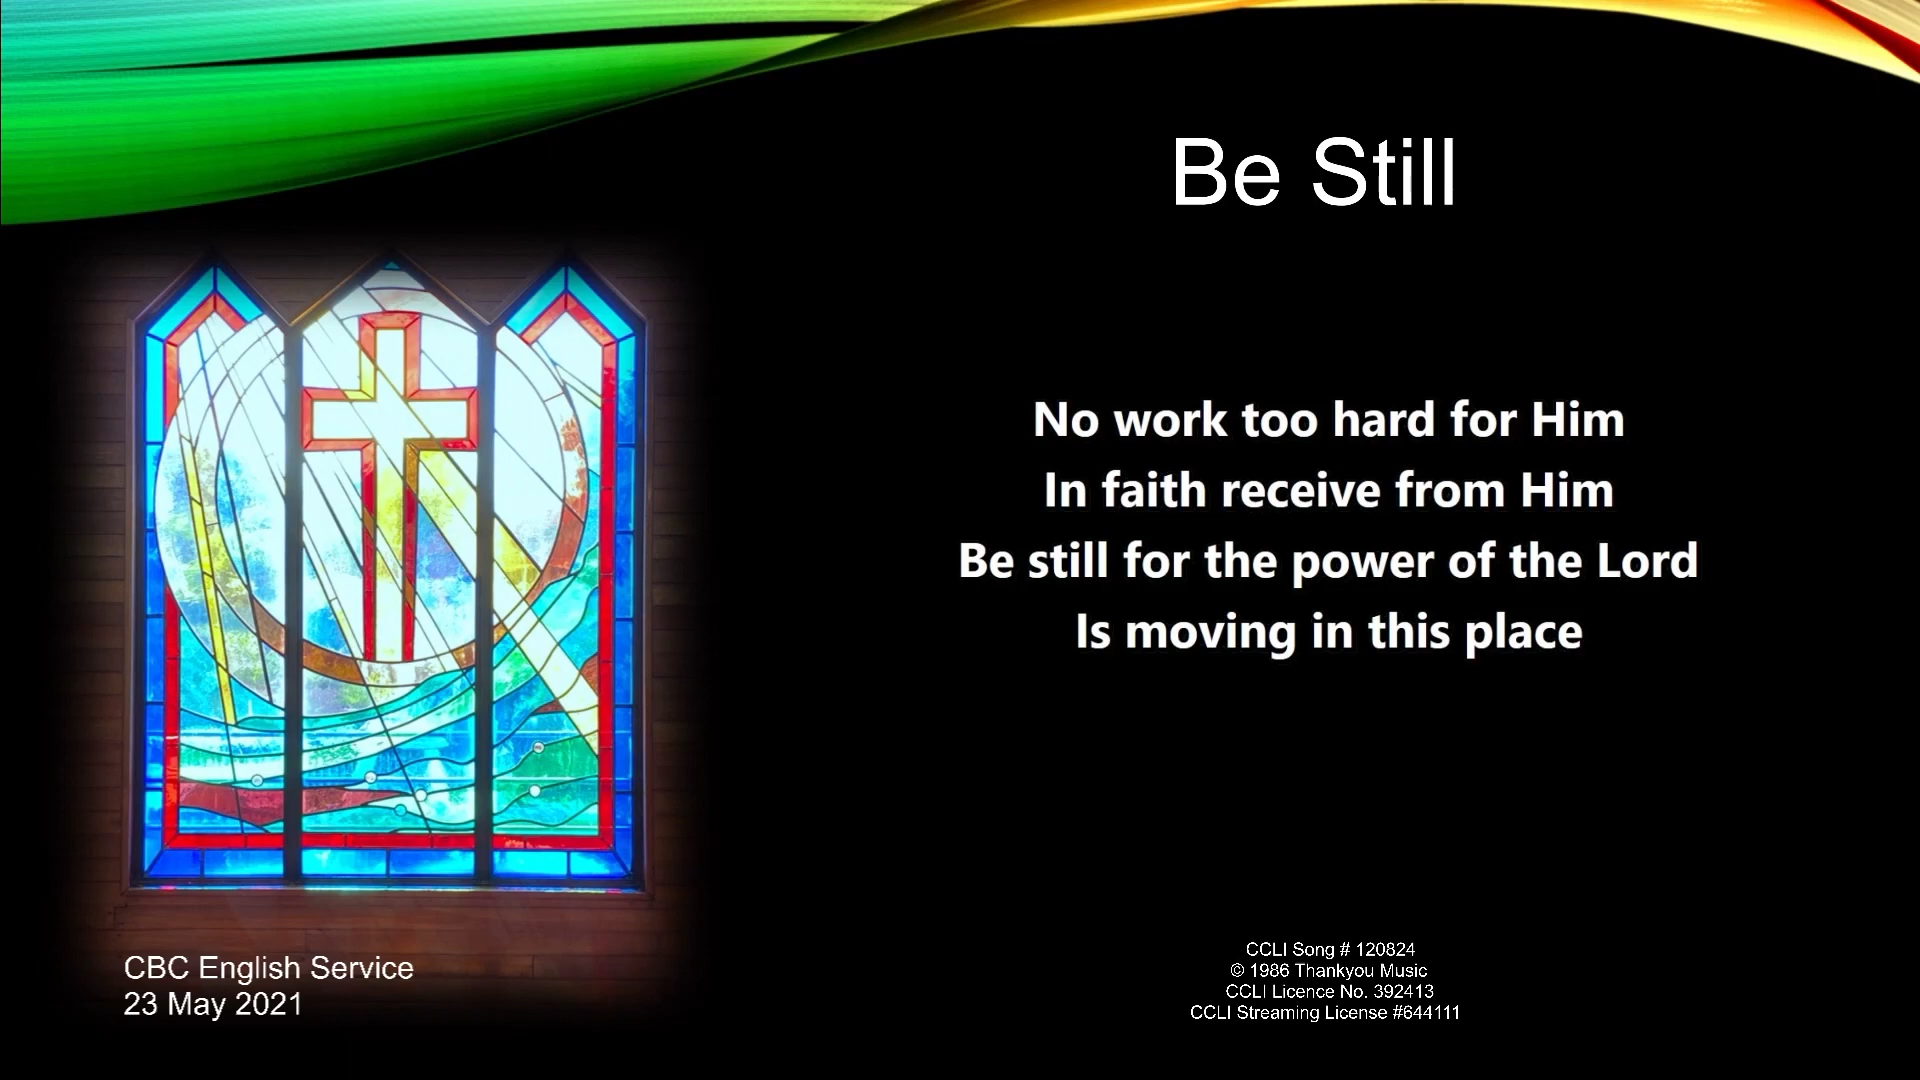 Be Still
No work too hard for Him
In faith receive from Him
Be still for the power of the Lord
Is moving in this place
CBC English Service
23 May 2021
CCLI Song # 120824
© 1986 Thankyou Music
CCLI Licence No. 392413
CCLI Streaming License #644111